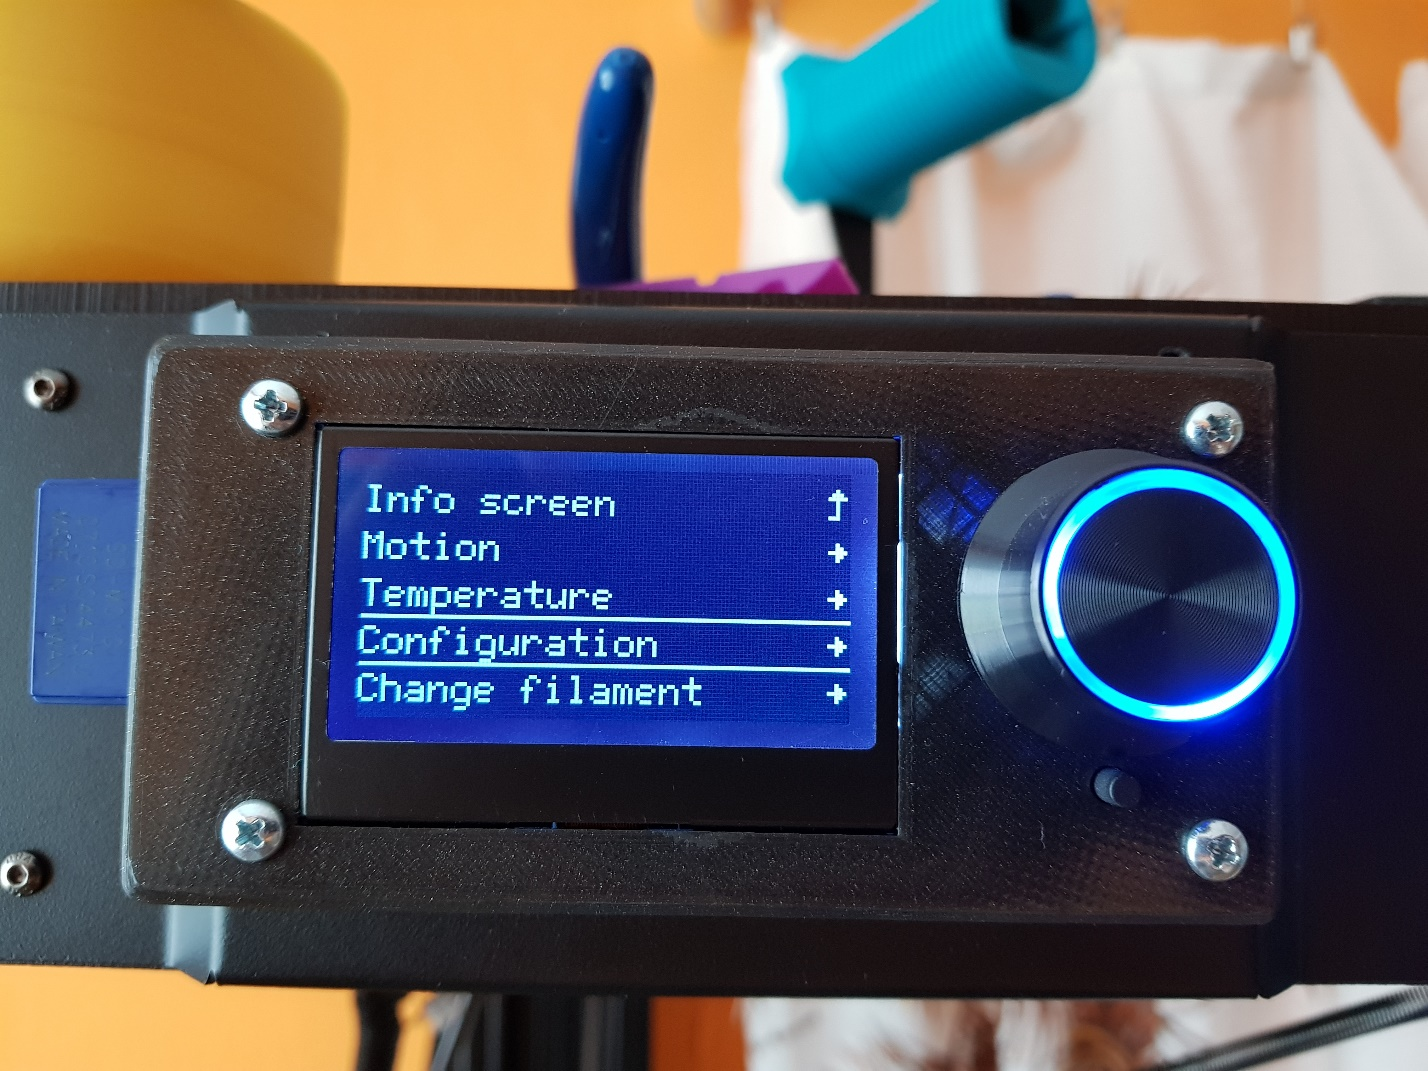 Info screen
Motion
Temperature
Configuration
Change filament